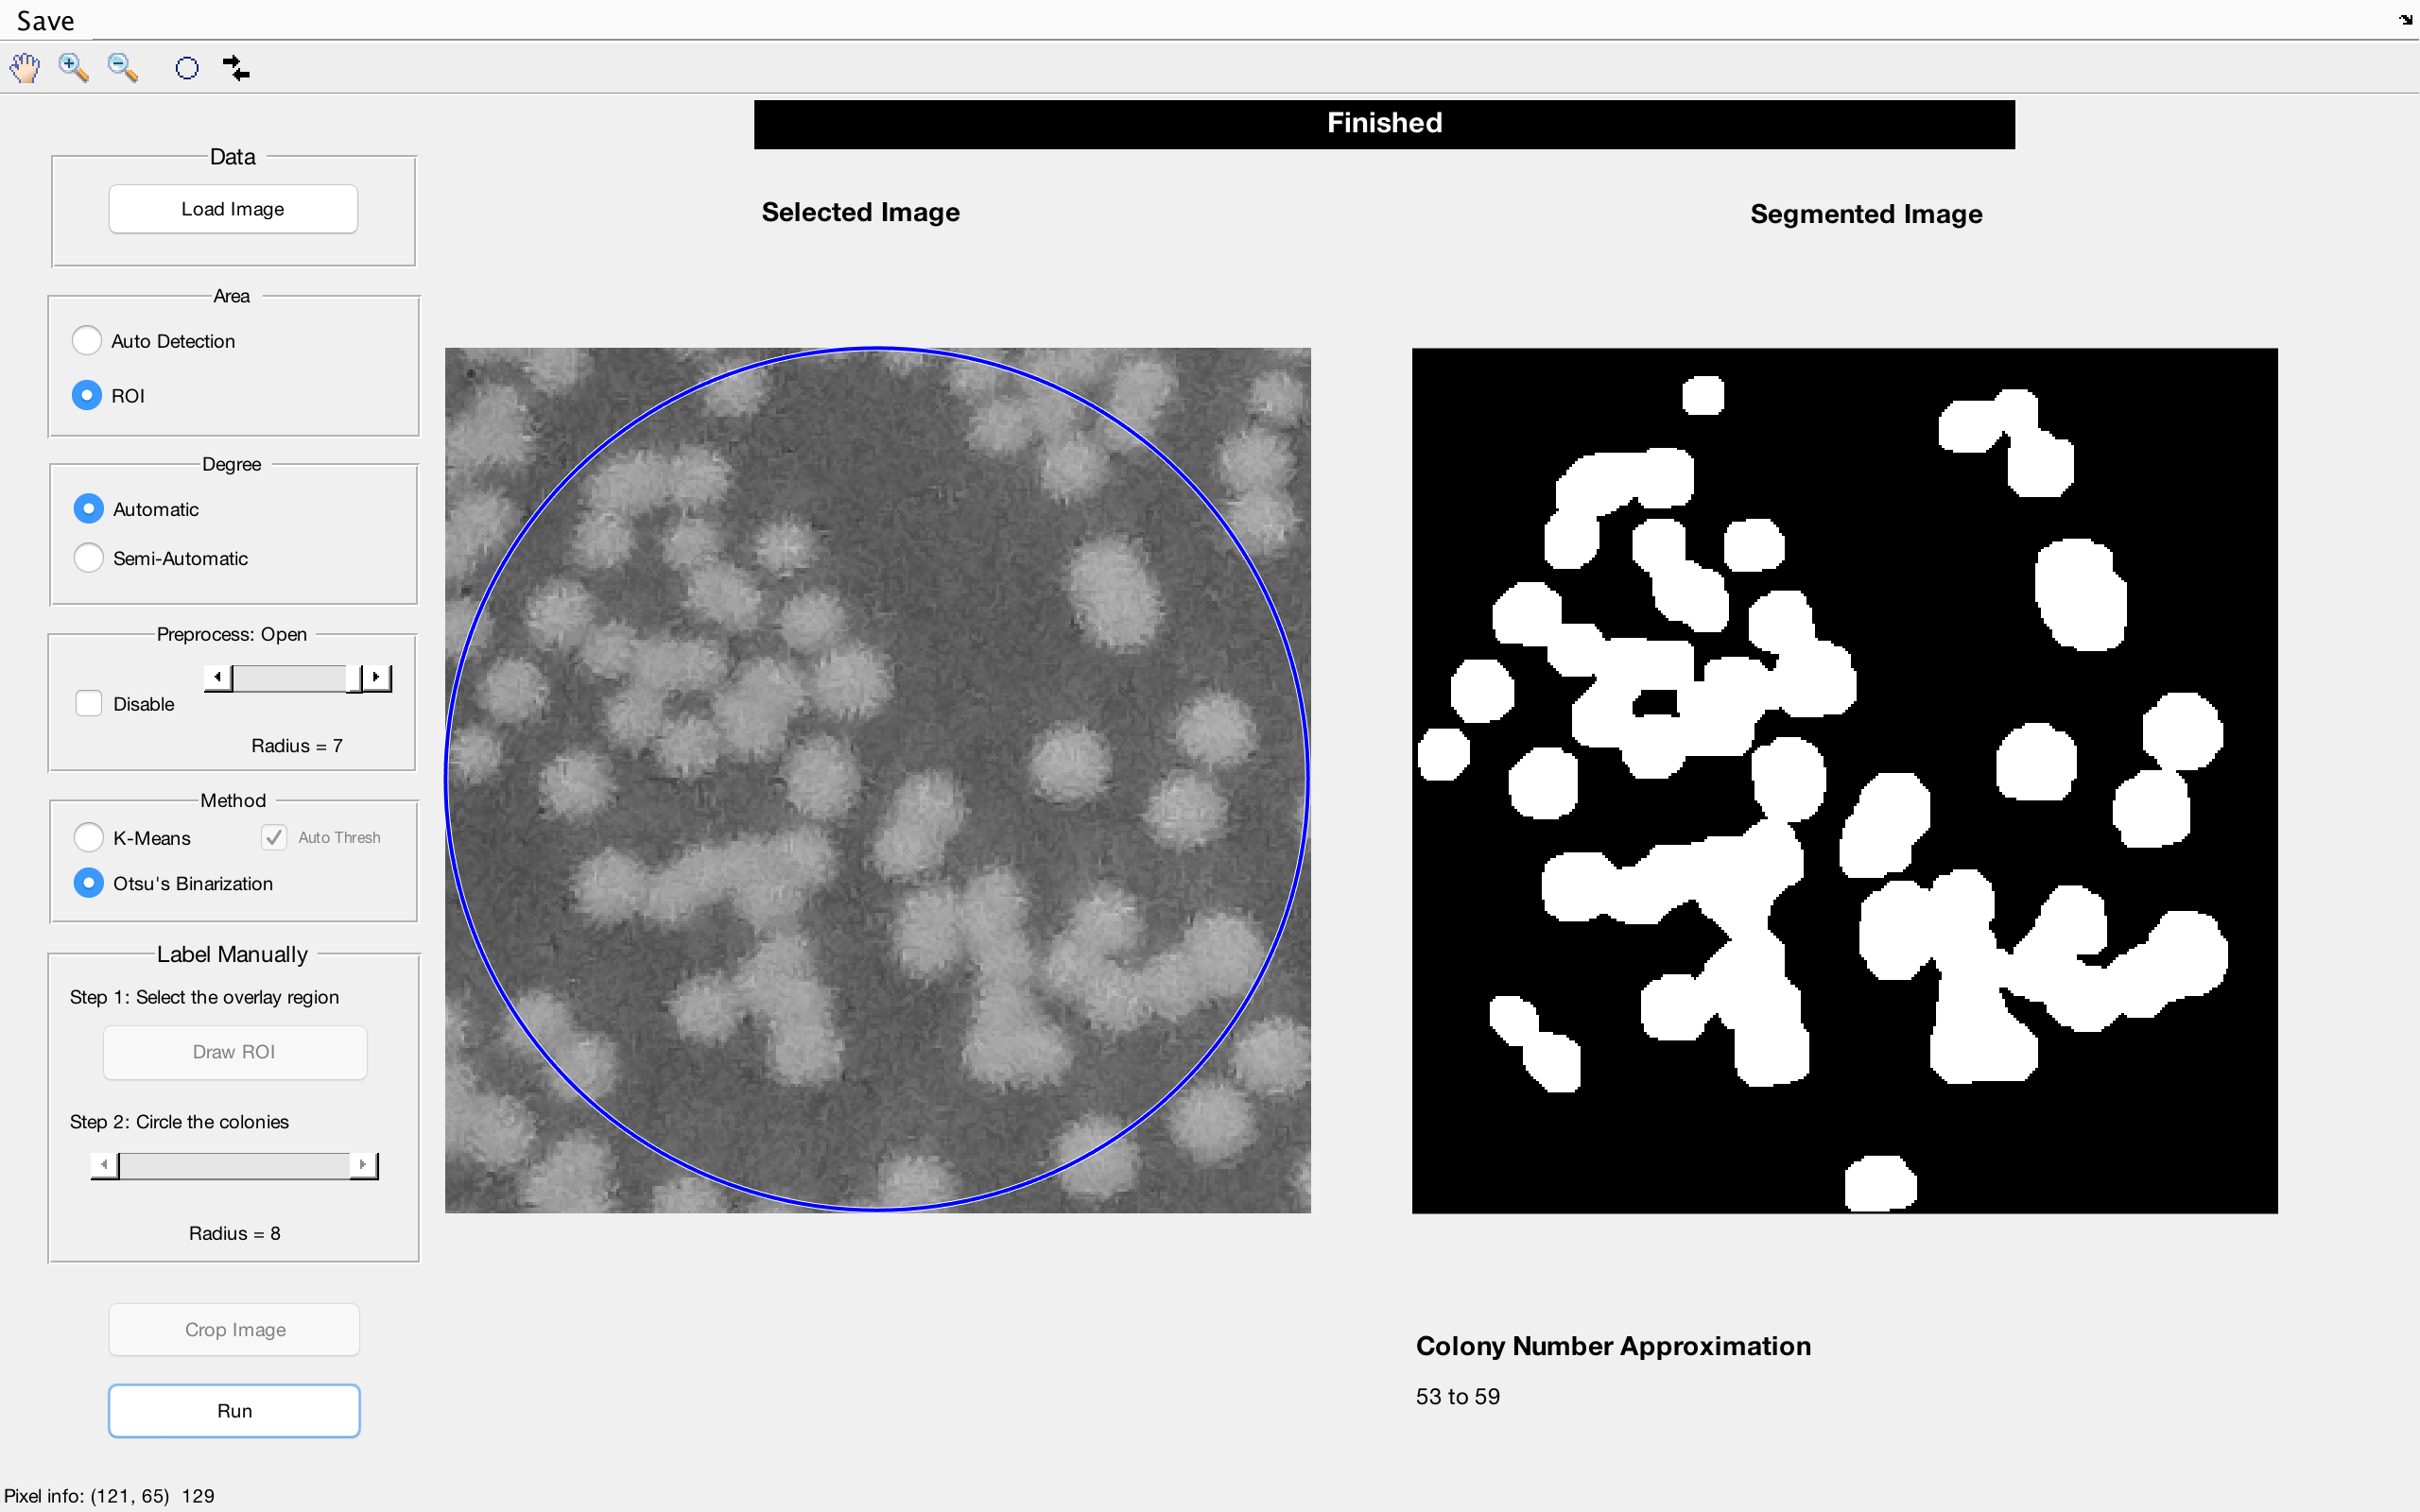 Save
Finished
Data
Load Image
Selected Image
Segmented Image
Area
Auto Detection
ROI
Degree
Automatic
Semi-Automatic
Preprocess: Open
Disable
Radius = 7
Method
K-Means
Auto Thresh
Otsu's Binarization
Label Manually
Step 1: Select the overlay region
Draw ROI
Step 2: Circle the colonies
Radius = 8
Crop Image
Colony Number Approximation
53 to 59
Run
Pixel info: (121, 65) 129